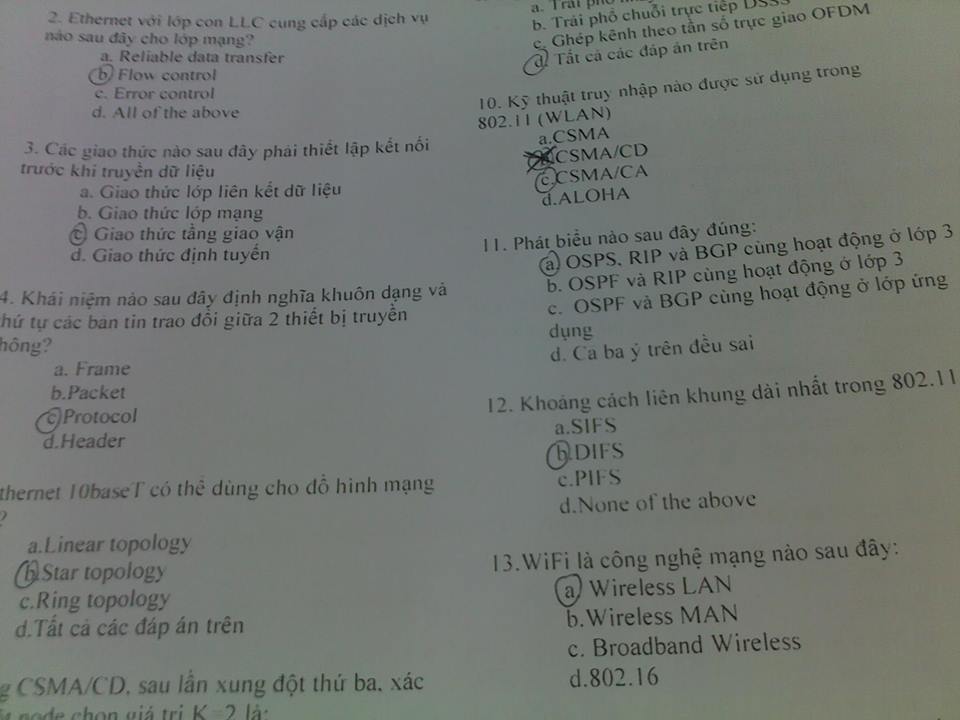 2. Ethernet với lớp con LLC cung cấp các dịch vụ
nào sau đây cho lớp mạng?
a. Reliable data transfer
b. Flow control
c. Error control
d. All of the above
3. Các giao thức nào sau đây phải thiết lập kết nối
trước khi truyền dữ liệu
a. Giao thức lớp liên kết dữ liệu
b. Giao thức lớp mạng
c. Giao thức tầng giao vận
d. Giao thức định tuyến
4. Khái niệm nào sau đây định nghĩa khuôn dạng và
thứ tự các bản tin trao đổi giữa 2 thiết bị truyền
thông?
a. Frame
b.Packet
c.Protocol
d.Header
thernet 10baseT có thể dùng cho đồ hình mạng
?
a.Linear topology
b.Star topology
c.Ring topology
d.Tất cả các đáp án trên
g CSMA/CD, sau lần xung đột thứ ba, xác
node chọn giá trị K=2 là:
a. Trải phổ
b. Trải phổ chuỗi trực tiếp DSSS
c. Ghép kênh theo tần số trực giao OFDM
d. Tất cả các đáp án trên
10. Kỹ thuật truy nhập nào được sử dụng trong
802.11 (WLAN)
a.CSMA
CSMA/CD
c.CSMA/CA
d.ALOHA
11. Phát biểu nào sau đây đúng:
a. OSPS, RIP và BGP cùng hoạt động ở lớp 3
b. OSPF và RIP cùng hoạt động ở lớp 3
c. OSPF và BGP cùng hoạt động ở lớp ứng
dụng
d. Cả ba ý trên đều sai
12. Khoảng cách liên khung dài nhất trong 802.11
a.SIFS
b.DIFS
c.PIFS
d.None of the above
13.WiFi là công nghệ mạng nào sau đây:
a. Wireless LAN
b.Wireless MAN
c. Broadband Wireless
d.802.16